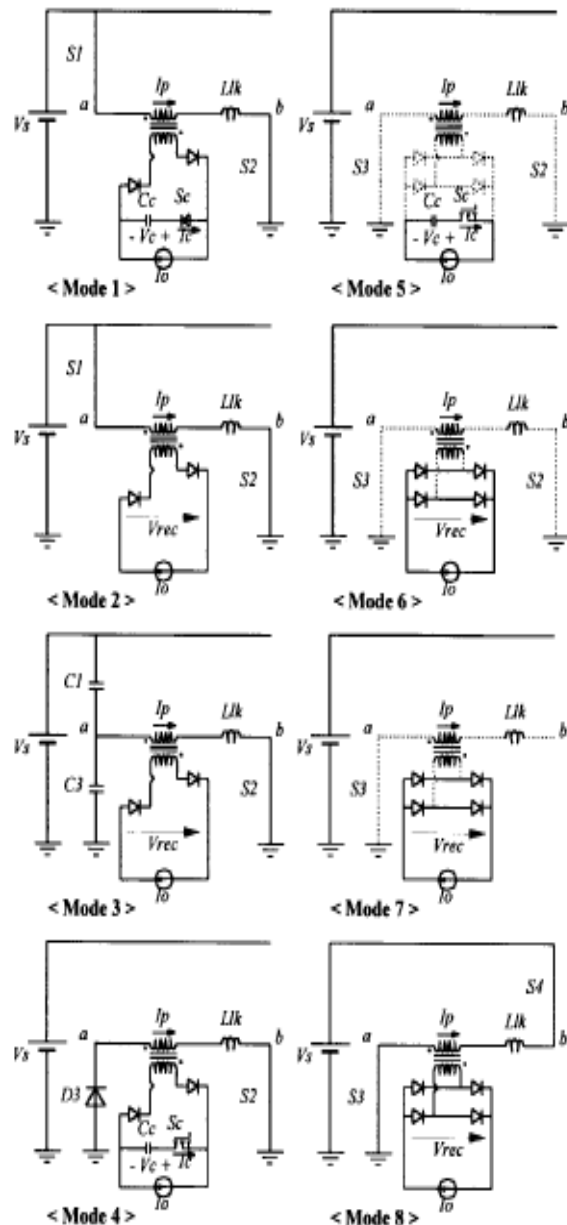 S1
Ip
Llk
a
b
Vs
S2
Cc
Sc
- Vc +
Ic
Io
< Mode 1 >
Ip
Llk
a
b
Vs
S3
S2
Cc
Sc
- Vc +
Ic
Io
< Mode 5 >
S1
Ip
Llk
a
b
Vs
S2
Vrec
Io
< Mode 2 >
Ip
Llk
a
b
Vs
S3
S2
Vrec
Io
< Mode 6 >
C1
Ip
Llk
a
b
Vs
C3
S2
Vrec
Io
< Mode 3 >
Ip
Llk
a
b
Vs
S3
Vrec
Io
< Mode 7 >
Ip
Llk
a
b
Vs
D3
S2
Cc
Sc
- Vc +
Ic
Io
< Mode 4 >
S4
Ip
Llk
a
b
Vs
S3
Vrec
Io
< Mode 8 >